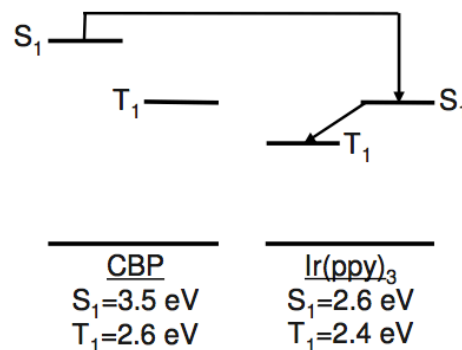 S₁
T₁
S₁
T₁
CBP
S₁=3.5 eV
T₁=2.6 eV
Ir(ppy)₃
S₁=2.6 eV
T₁=2.4 eV